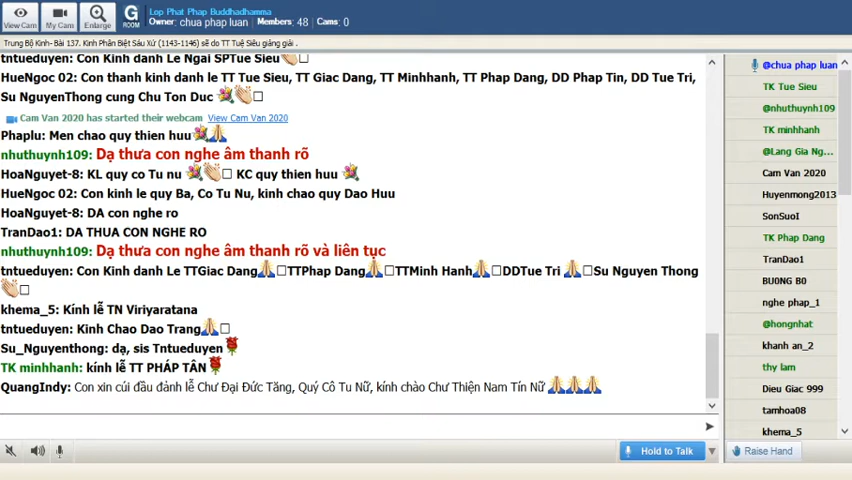 Lop Phat Phap Buddhadhamma
Owner: chua phap luan Members: 48 Cams: 0
View Cam My Cam Enlarge G ROOM
Trung Bộ Kinh- Bài 137. Kinh Phân Biệt Sáu Xứ (1143-1146) sẽ do TT Tuệ Siêu giảng giải .
tntueduyen: Con Kinh Danh Le Ngai SPTue Sieu
HueNgoc 02: Con thanh kinh danh le TT Tue Sieu, TT Giac Dang, TT Minhhanh, TT Phap Dang, DD Phap Tin, DD Tue Tri,
Su NguyenThong cung Chu Ton Duc
Cam Van 2020 has started their webcam View Cam Van 2020
Phaplu: Men chao quy thien huu
nhuthuynh109: Dạ thưa con nghe âm thanh rõ
HoaNguyet-8: KL quy co Tu nu KC quy thien huu
HueNgoc 02: Con kinh le quy Ba, Co Tu Nu, kinh chao quy Dao Huu
HoaNguyet-8: DA con nghe ro
TranDao1: DA THUA CON NGHE RO
nhuthuynh109: Dạ thưa con nghe âm thanh rõ và liên tục
tntueduyen: Con Kinh danh Le TTGiac Dang TTPhap Dang TTMinh Hanh DDTue Tri Su Nguyen Thong
khema_5: Kính lễ TN Viriyaratana
tntueduyen: Kinh Chao Dao Trang
Su_Nguyenthong: dạ, sis Tntueduyen
TK minhhanh: kính lễ TT PHÁP TÂN
QuangIndy: Con xin cúi đầu đảnh lễ Chư Đại Đức Tăng, Quý Cô Tu Nữ, kính chào Chư Thiện Nam Tín Nữ
@chua phap luan
TK Tue Sieu
@nhuthuynh109
TK minhhanh
@Lang Gia Ng...
Cam Van 2020
Huyenmong2013
SonSuoI
TK Phap Dang
TranDao1
BU0NG B0
nghe phap_1
@hongnhat
khanh an_2
thy lam
Dieu Giac 999
tamhoa08
khema_5
Hold to Talk
Raise Hand